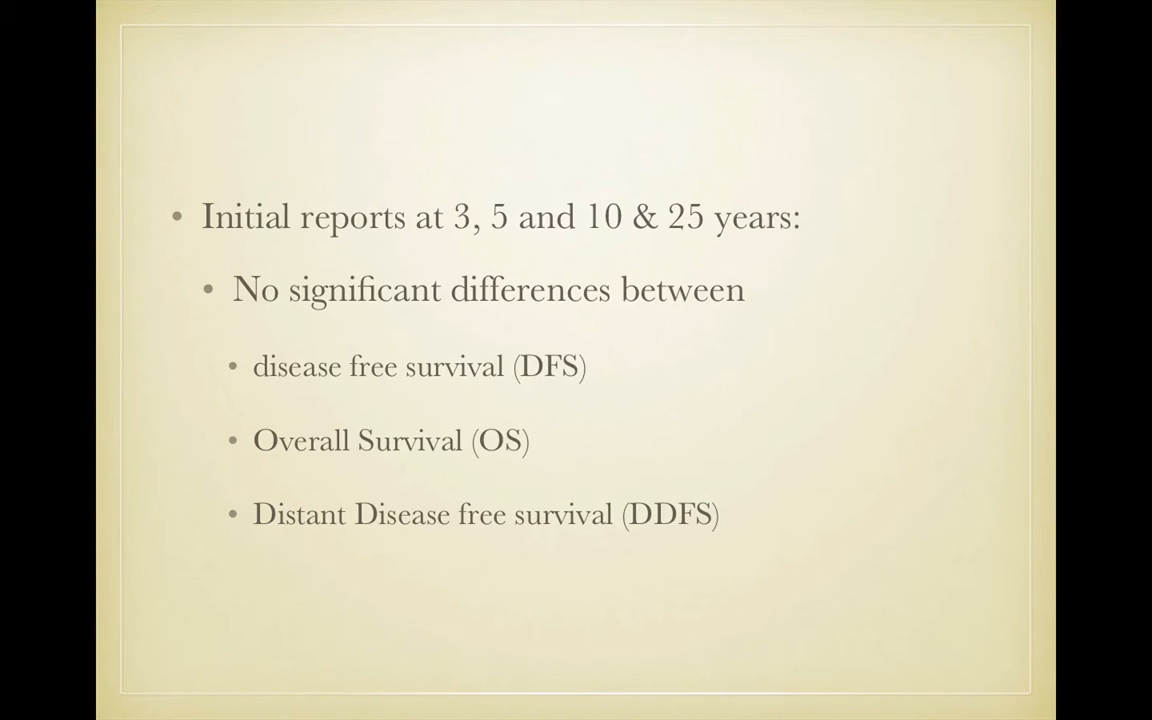 • Initial reports at 3, 5 and 10 & 25 years:
• No significant differences between
• disease free survival (DFS)
• Overall Survival (OS)
• Distant Disease free survival (DDFS)